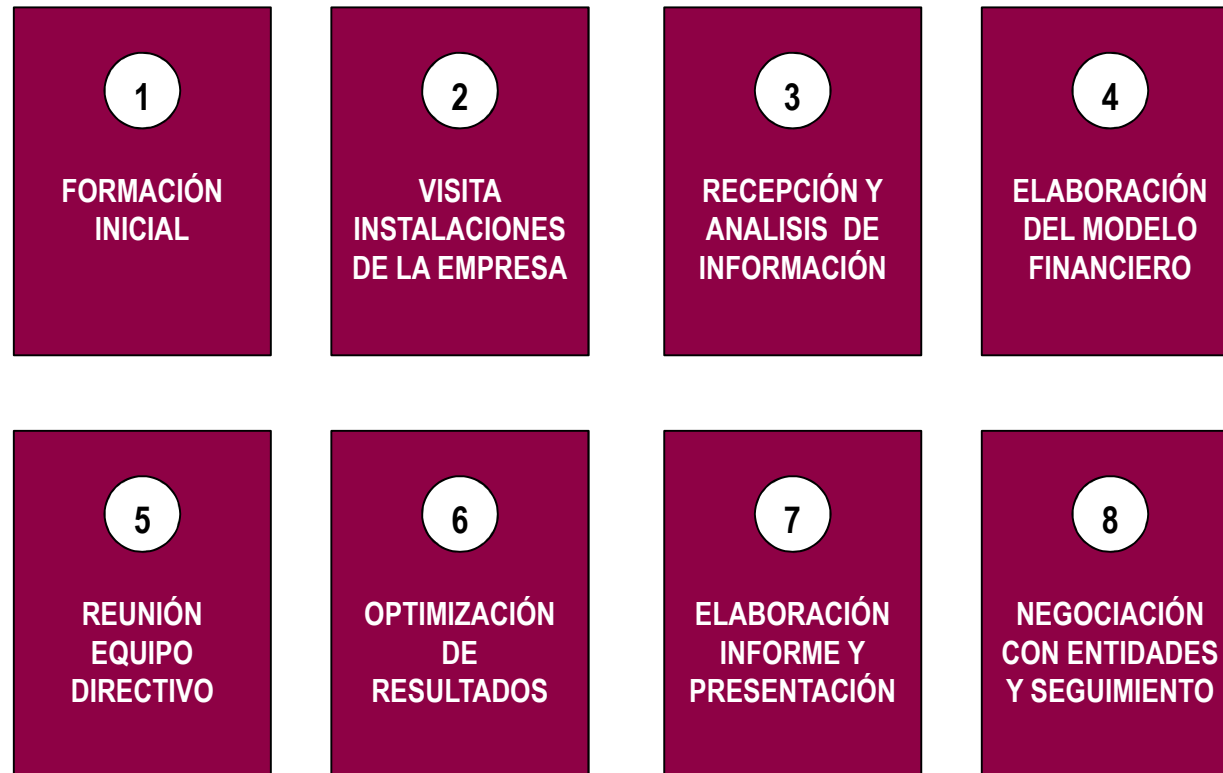 1
FORMACIÓN
INICIAL
2
VISITA
INSTALACIONES
DE LA EMPRESA
3
RECEPCIÓN Y
ANALISIS DE
INFORMACIÓN
4
ELABORACIÓN
DEL MODELO
FINANCIERO
5
REUNIÓN
EQUIPO
DIRECTIVO
6
OPTIMIZACIÓN
DE
RESULTADOS
7
ELABORACIÓN
INFORME Y
PRESENTACIÓN
8
NEGOCIACIÓN
CON ENTIDADES
Y SEGUIMIENTO